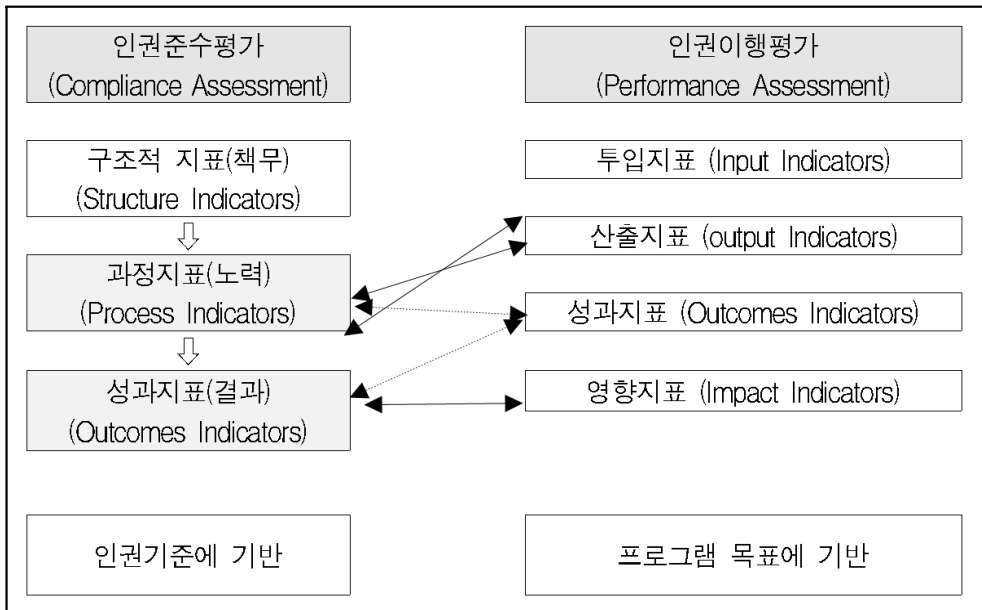 인권준수평가
(Compliance Assessment)
인권이행평가
(Performance Assessment)
구조적 지표(책무)
(Structure Indicators)
투입지표 (Input Indicators)
산출지표 (output Indicators)
과정지표(노력)
(Process Indicators)
성과지표 (Outcomes Indicators)
성과지표(결과)
(Outcomes Indicators)
영향지표 (Impact Indicators)
인권기준에 기반
프로그램 목표에 기반